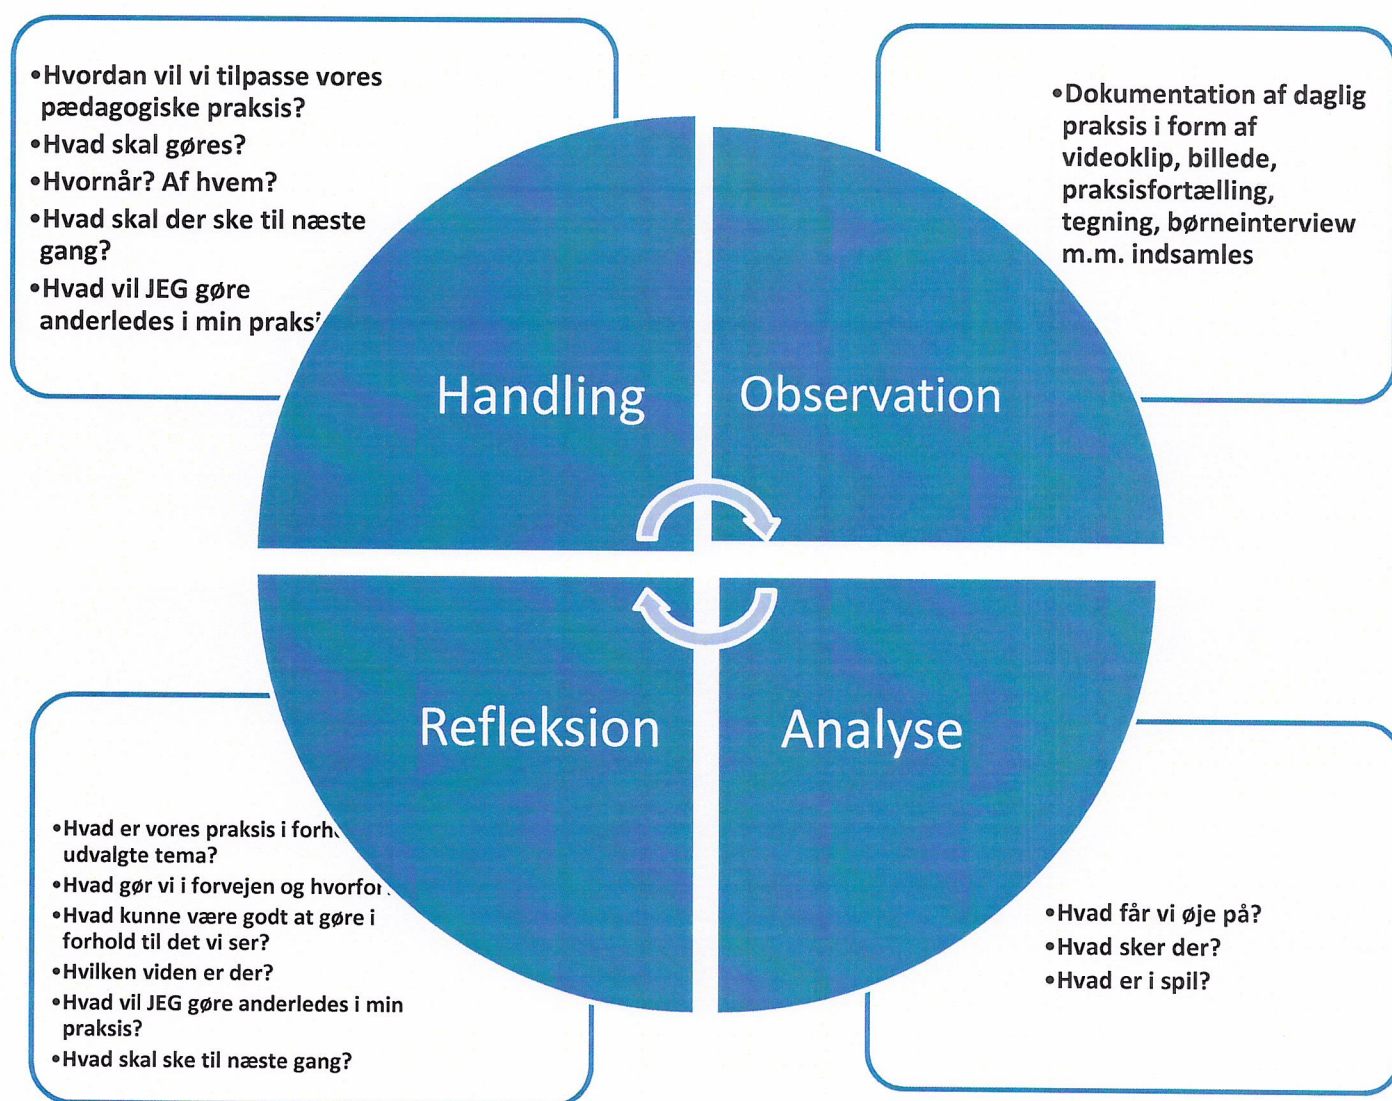 •Hvordan vil vi tilpasse vores
pædagogiske praksis?
•Hvad skal gøres?
•Hvornår? Af hvem?
•Hvad skal der ske til næste
gang?
•Hvad vil JEG gøre
anderledes i min
•Dokumentation af daglig
praksis i form af
videoklip, billede,
praksisfortælling,
tegning, børneinterview
m.m. indsamles
Handling
Observation
Refleksion
Analyse
•Hvad er vores praksis i
udvalgte tema?
•Hvad gør vi i forvejen og hvorfor
•Hvad kunne være godt at gøre i
forhold til det vi ser?
•Hvilken viden er der?
•Hvad vil JEG gøre anderledes i min
praksis?
•Hvad skal ske til næste gang?
•Hvad får vi øje på?
•Hvad sker der?
•Hvad er i spil?